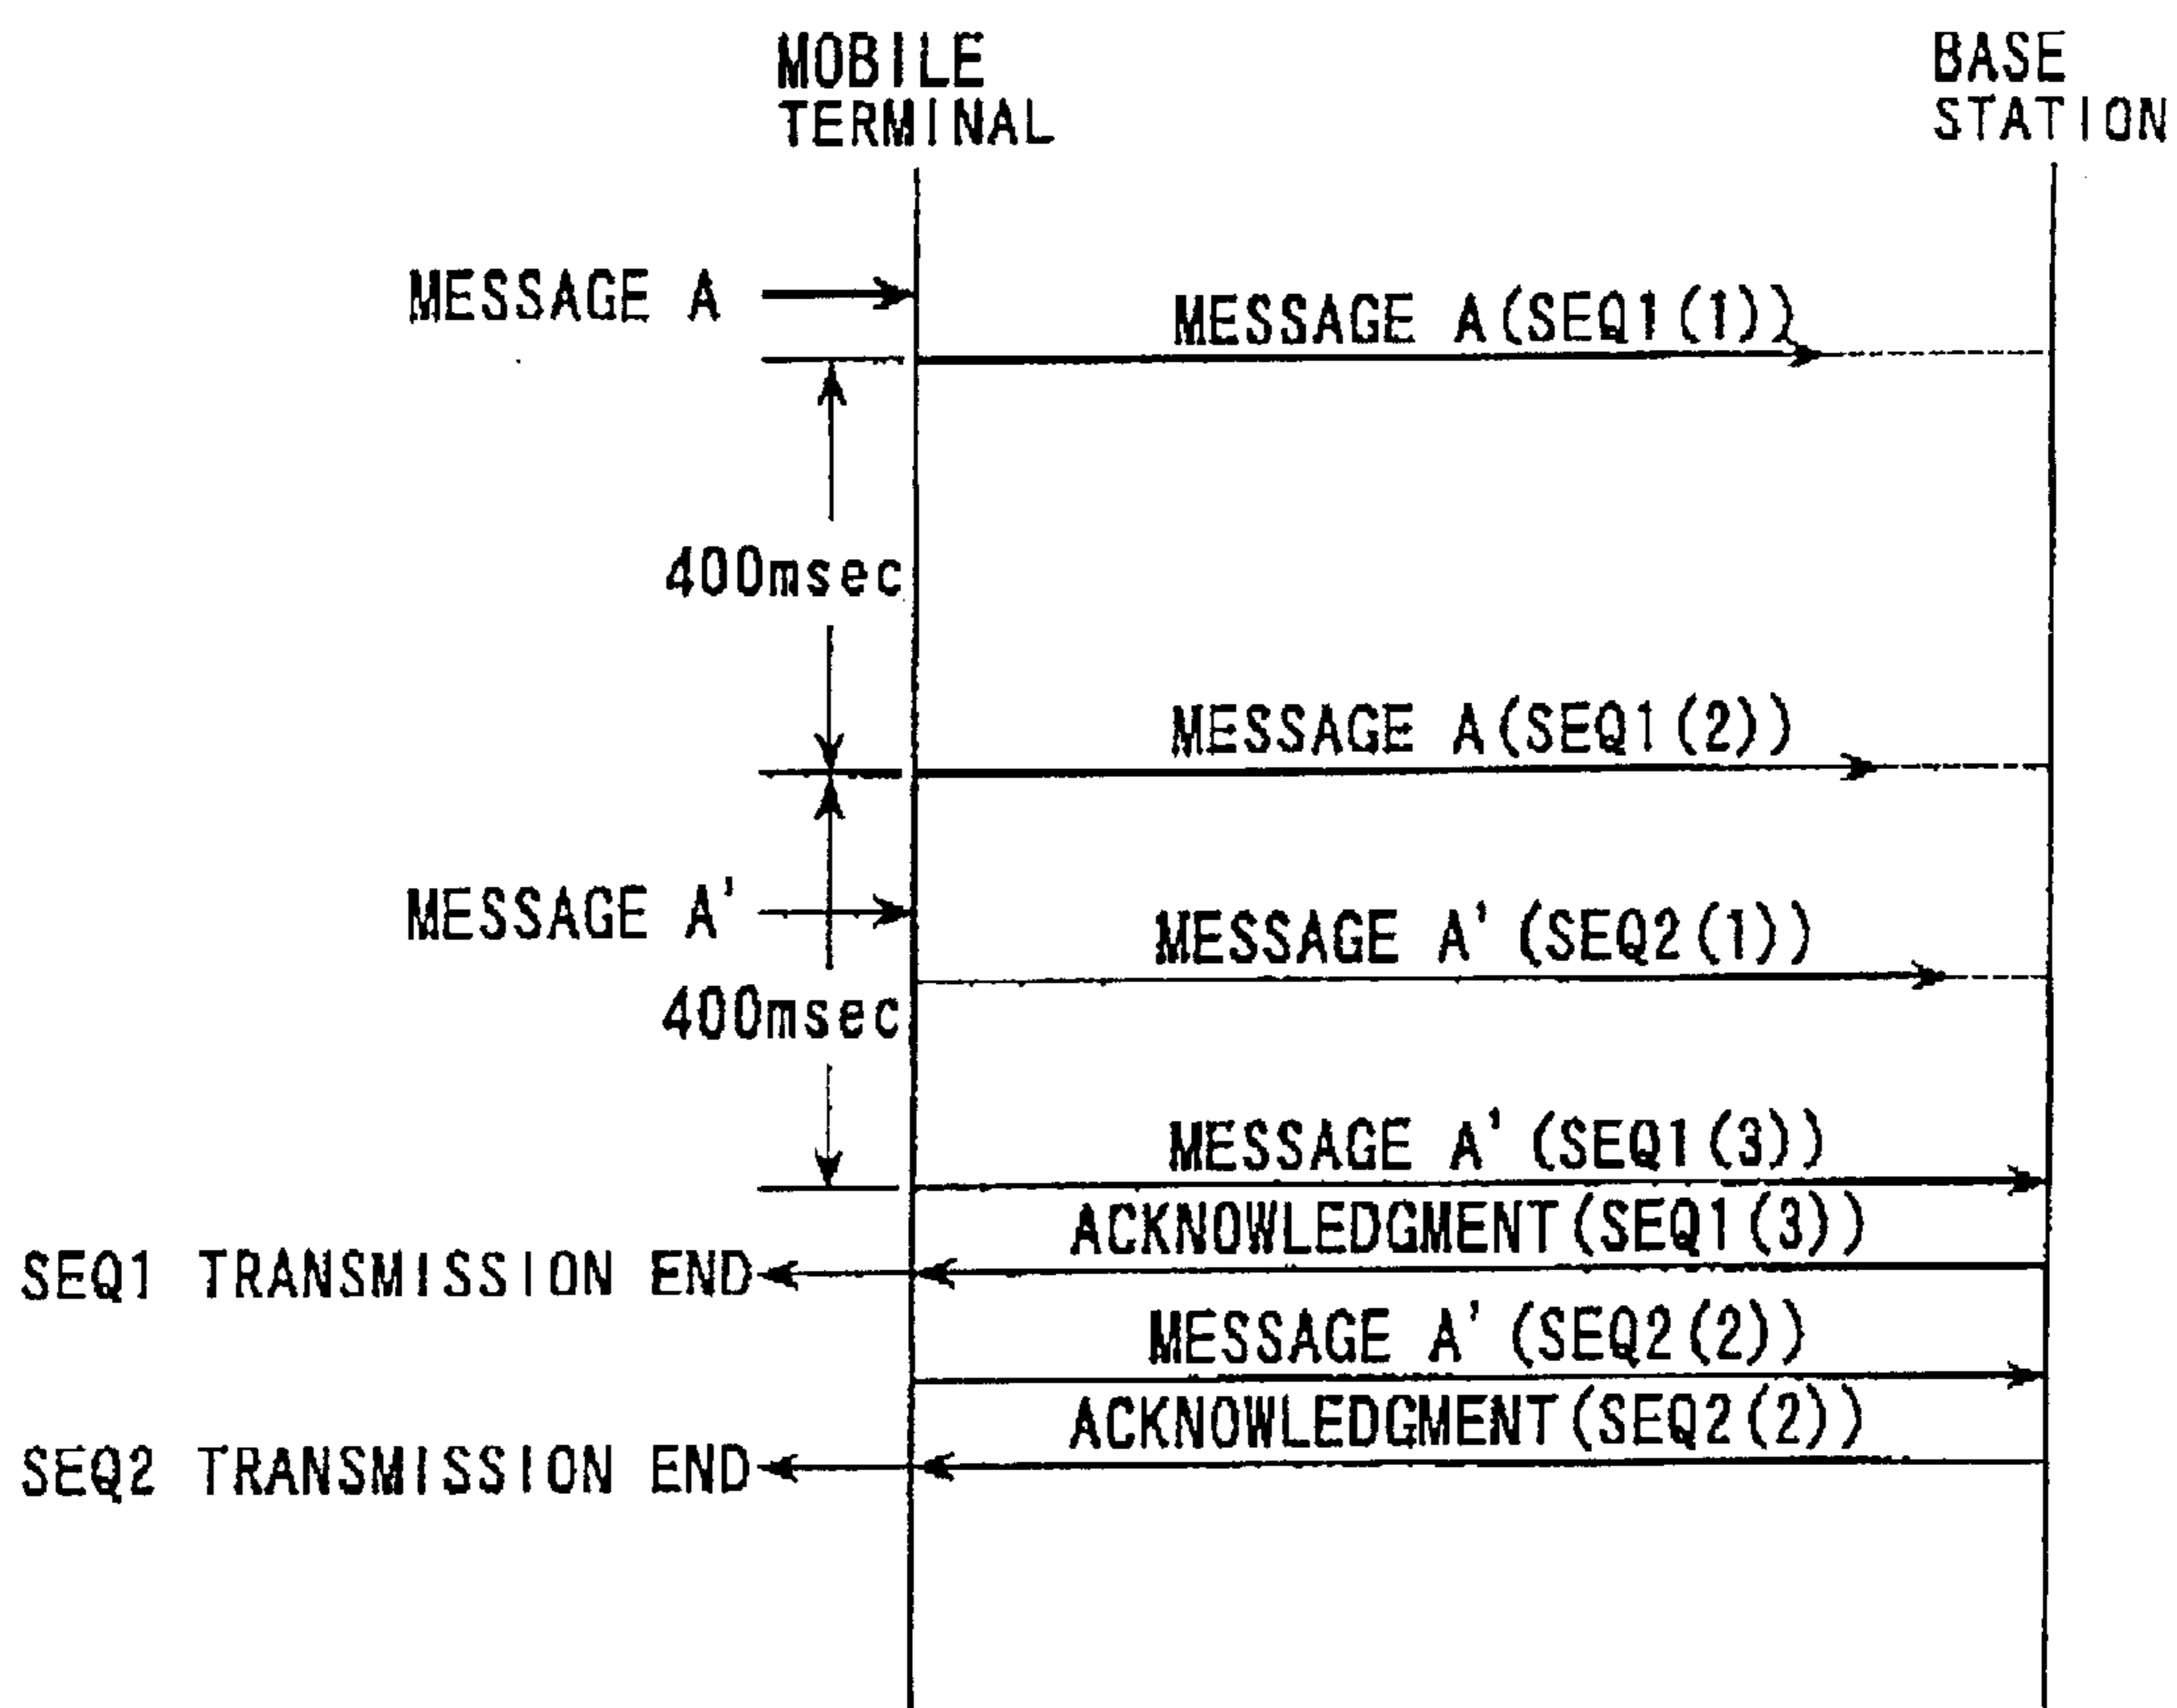 MOBILE
TERMINAL
BASE
STATION
MESSAGE A
MESSAGE A(SEQ1(1))
400msec
MESSAGE A(SEQ1(2))
MESSAGE A'
MESSAGE A'(SEQ2(1))
400msec
MESSAGE A'(SEQ1(3))
ACKNOWLEDGMENT(SEQ1(3))
SEQ1 TRANSMISSION END
MESSAGE A'(SEQ2(2))
ACKNOWLEDGMENT(SEQ2(2))
SEQ2 TRANSMISSION END